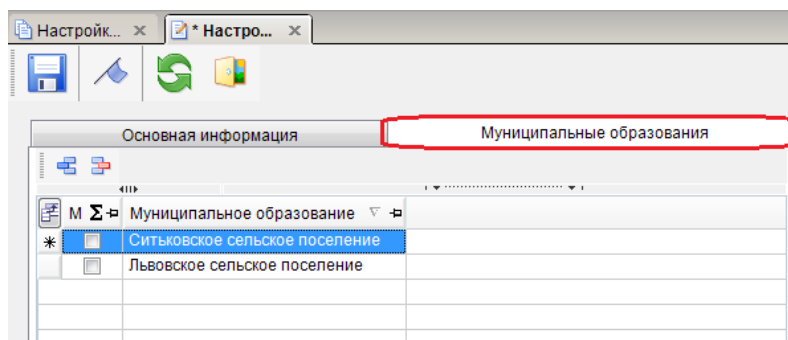 Настройк... × * Настро... ×
Основная информация Муниципальные образования
М Σ Муниципальное образование
* Ситьковское сельское поселение
Львовское сельское поселение